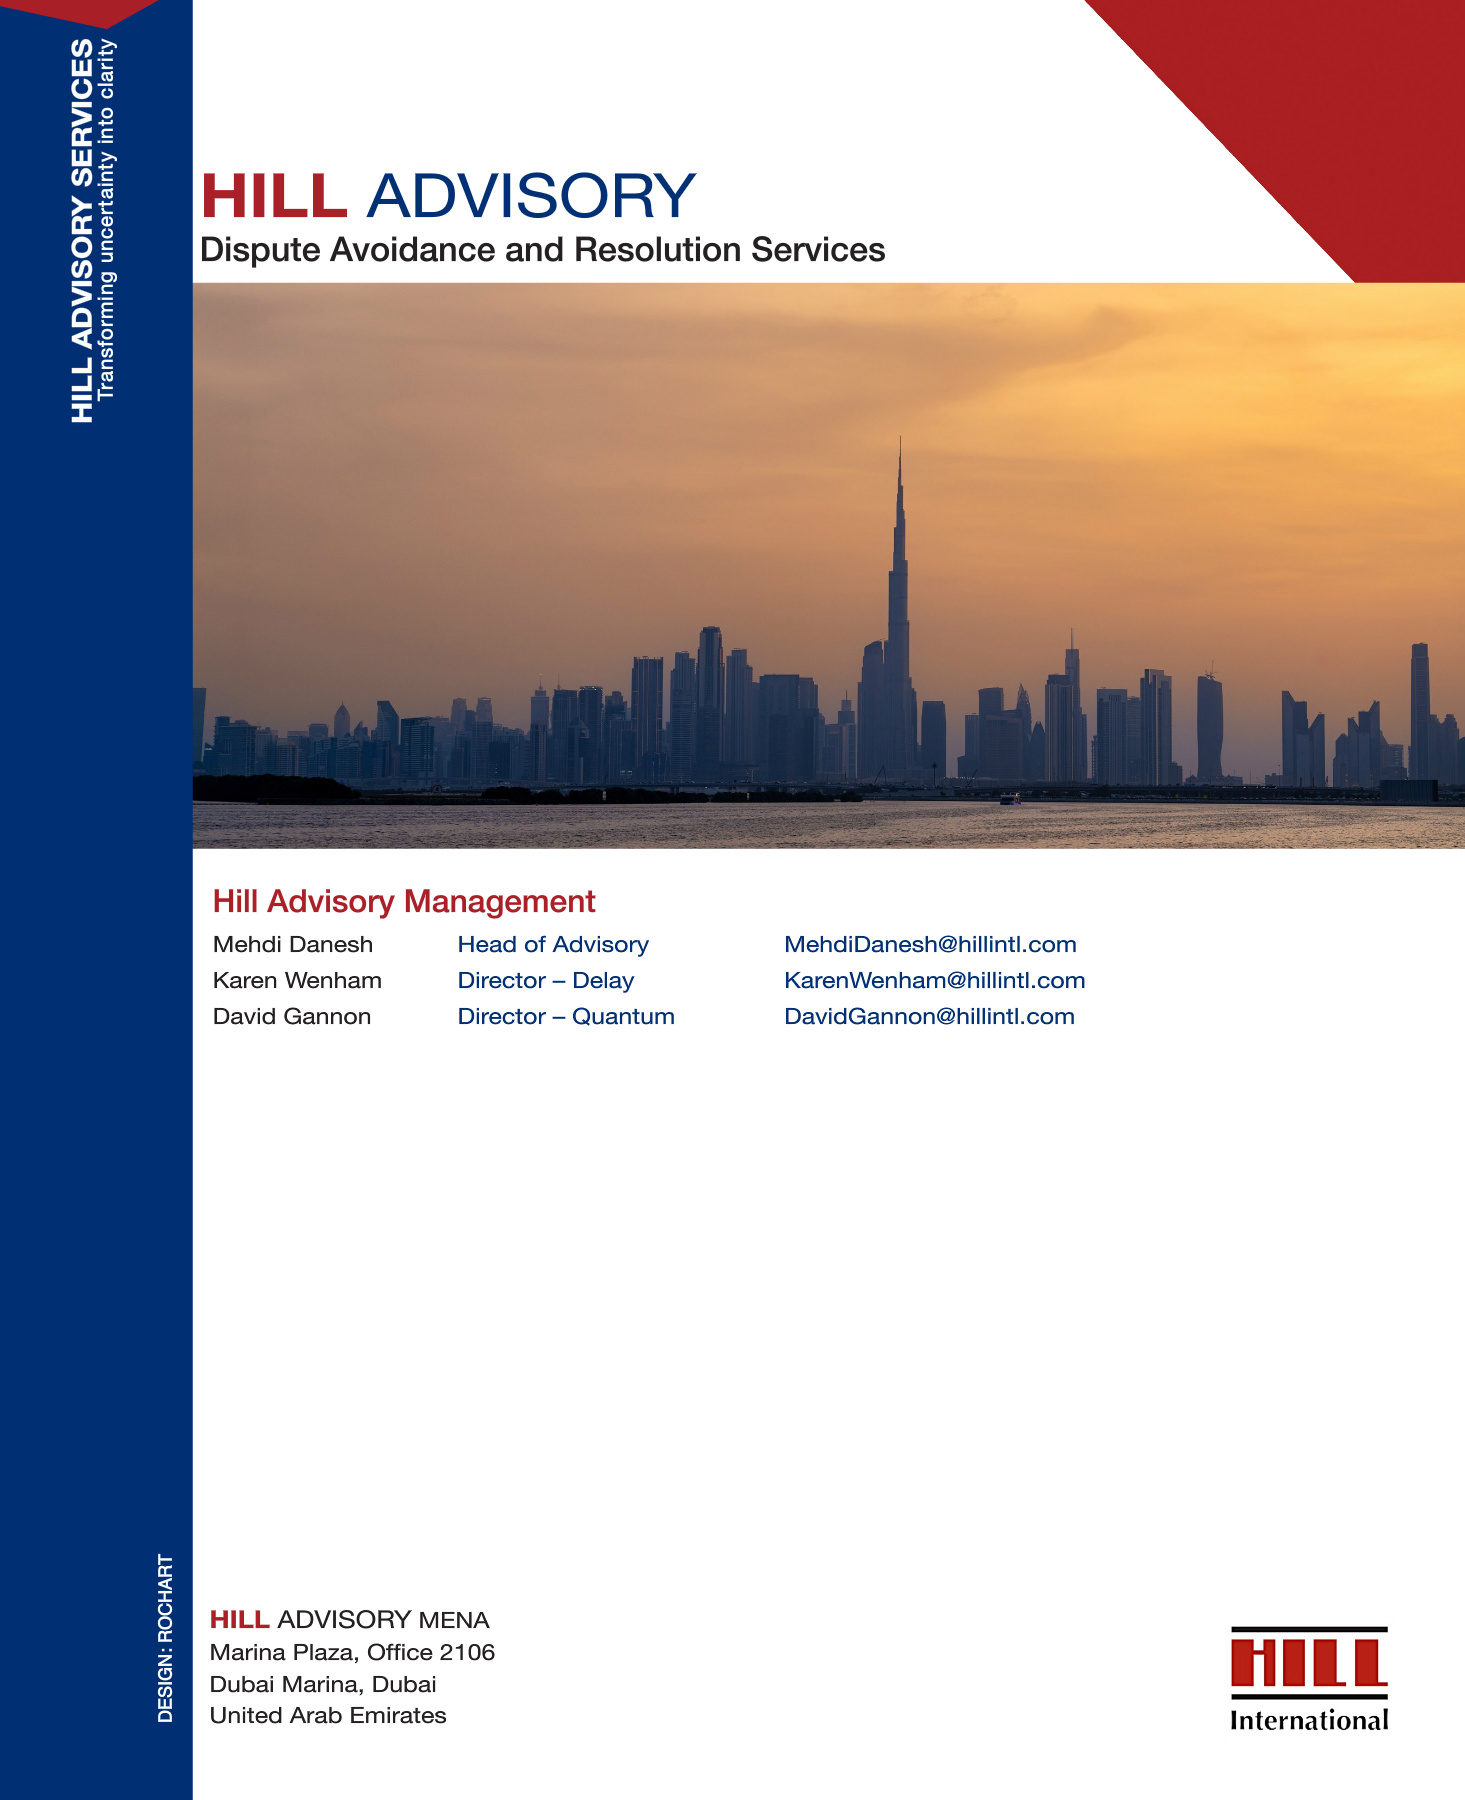 HILL ADVISORY SERVICES
Transforming uncertainty into clarity
HILL ADVISORY
Dispute Avoidance and Resolution Services
Hill Advisory Management
Mehdi Danesh Head of Advisory MehdiDanesh@hillintl.com
Karen Wenham Director – Delay KarenWenham@hillintl.com
David Gannon Director – Quantum DavidGannon@hillintl.com
DESIGN: ROCHART
HILL ADVISORY MENA
Marina Plaza, Office 2106
Dubai Marina, Dubai
United Arab Emirates
HILL
International